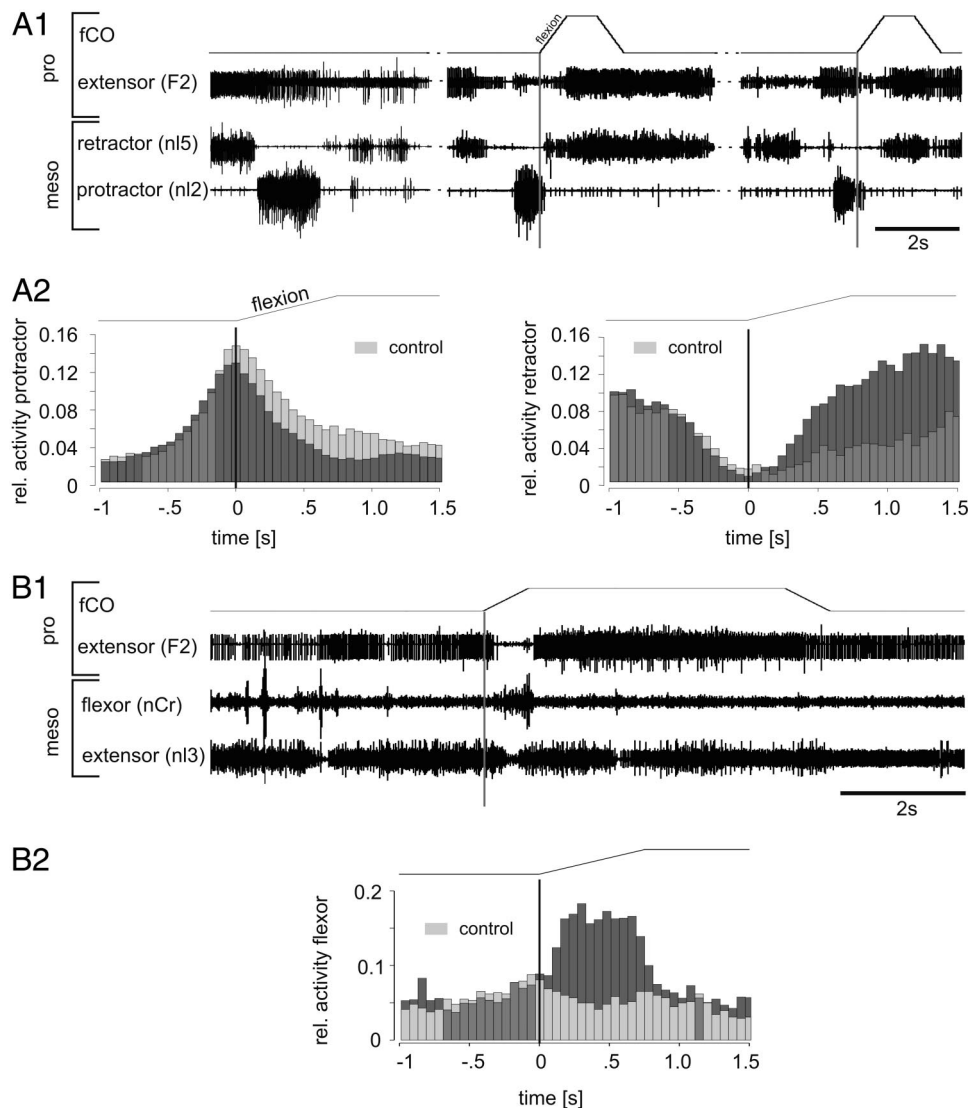 A1
pro
fCO
flexion
extensor (F2)
meso
retractor (nl5)
protractor (nl2)
2s
A2
flexion
rel. activity protractor
0.16
0.12
0.08
0.04
0
control
-1 -.5 0 .5 1.0 1.5
time [s]
rel. activity retractor
0.16
0.12
0.08
0.04
0
control
-1 -.5 0 .5 1.0 1.5
time [s]
B1
pro
fCO
extensor (F2)
meso
flexor (nCr)
extensor (nl3)
2s
B2
rel. activity flexor
0.2
0.1
0
control
-1 -.5 0 .5 1.0 1.5
time [s]